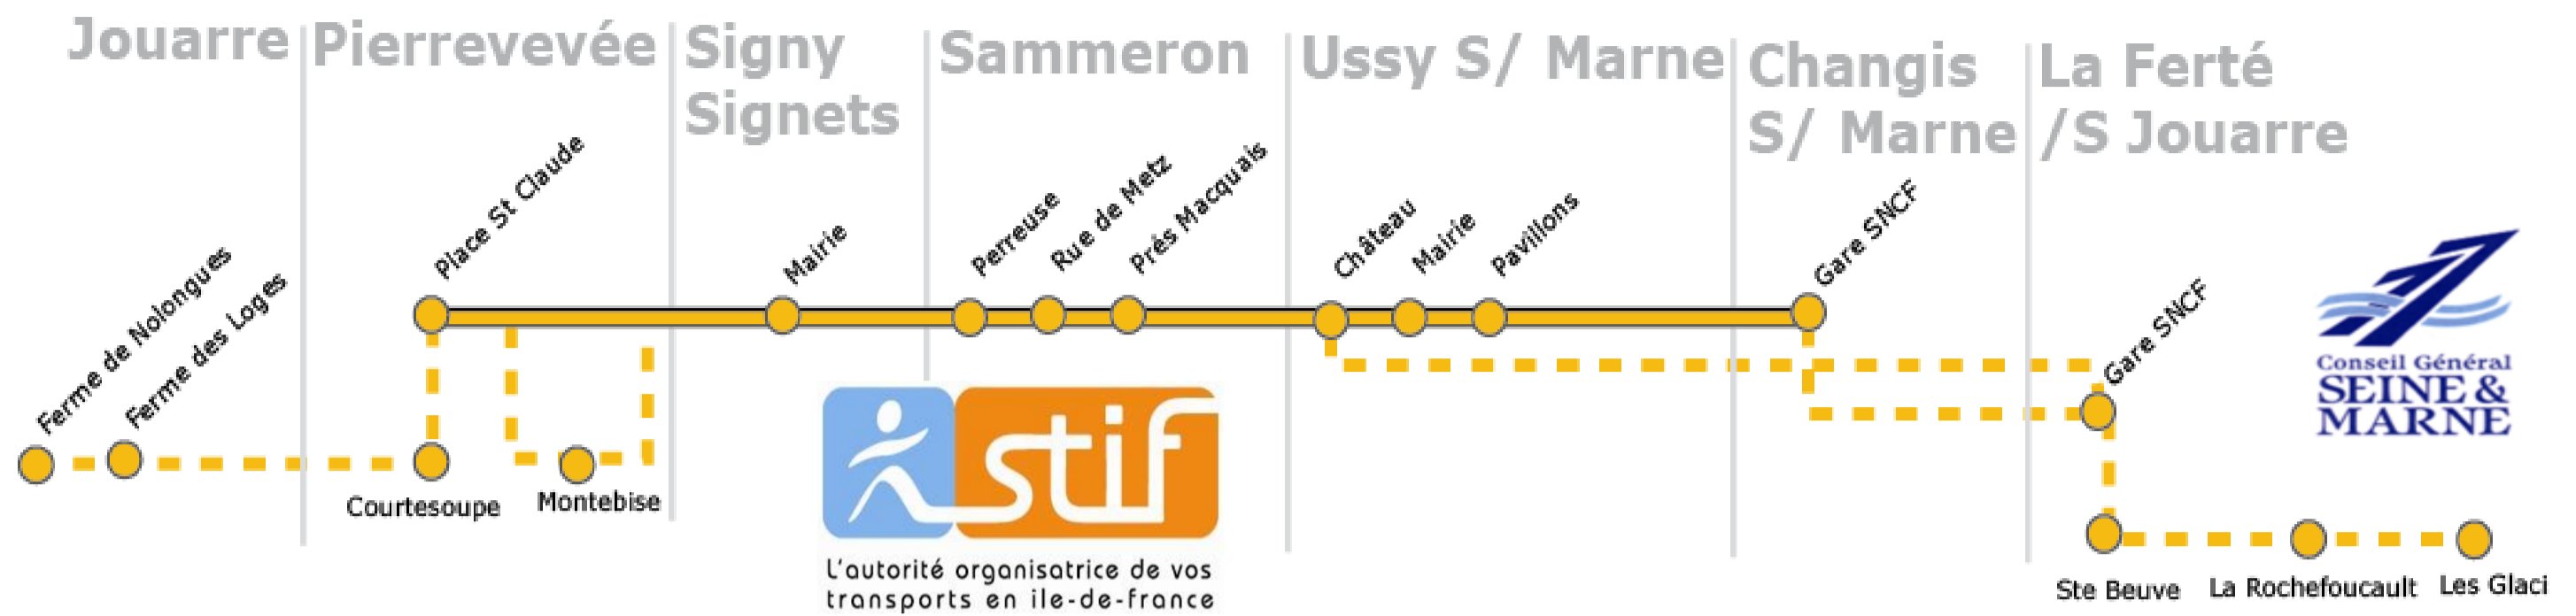 Jouarre
Pierrevevée
Signy
Signets
Sammeron
Ussy S/ Marne
Changis
S/ Marne
La Ferté
/S Jouarre
Ferme de Nolongues
Ferme des Loges
Place St Claude
Courtesoupe
Montebise
Mairie
Perreuse
Rue de Metz
Prés Macquais
Château
Mairie
Pavillons
Gare SNCF
Gare SNCF
Ste Beuve
La Rochefoucault
Les Glaci
stif
L'autorité organisatrice de vos
transports en ile-de-france
Conseil Général
SEINE &
MARNE